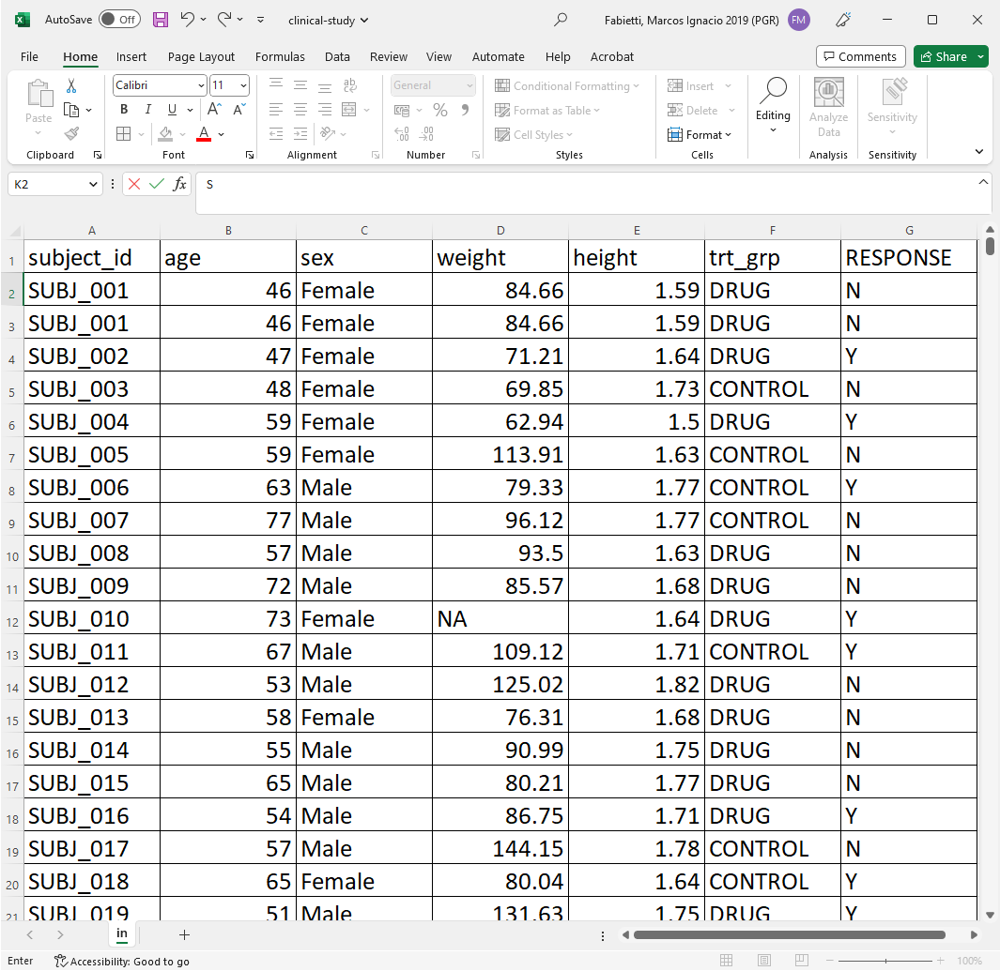 AutoSave Off clinical-study Fabietti, Marcos Ignacio 2019 (PGR) FM
File Home Insert Page Layout Formulas Data Review View Automate Help Acrobat Comments Share
Calibri 11 General Conditional Formatting Insert
Paste B I U A A % Format as Table Delete Editing Analyze Data Sensitivity
A Cell Styles Format
Clipboard Font Alignment Number Styles Cells Analysis Sensitivity
K2 fx S
A B C D E F G
1 subject_id age sex weight height trt_grp RESPONSE
2 SUBJ_001 46 Female 84.66 1.59 DRUG N
3 SUBJ_001 46 Female 84.66 1.59 DRUG N
4 SUBJ_002 47 Female 71.21 1.64 DRUG Y
5 SUBJ_003 48 Female 69.85 1.73 CONTROL N
6 SUBJ_004 59 Female 62.94 1.5 DRUG Y
7 SUBJ_005 59 Female 113.91 1.63 CONTROL N
8 SUBJ_006 63 Male 79.33 1.77 CONTROL Y
9 SUBJ_007 77 Male 96.12 1.77 CONTROL N
10 SUBJ_008 57 Male 93.5 1.63 DRUG N
11 SUBJ_009 72 Male 85.57 1.68 DRUG N
12 SUBJ_010 73 Female NA 1.64 DRUG Y
13 SUBJ_011 67 Male 109.12 1.71 CONTROL Y
14 SUBJ_012 53 Male 125.02 1.82 DRUG N
15 SUBJ_013 58 Female 76.31 1.68 DRUG N
16 SUBJ_014 55 Male 90.99 1.75 DRUG N
17 SUBJ_015 65 Male 80.21 1.77 DRUG N
18 SUBJ_016 54 Male 86.75 1.71 DRUG Y
19 SUBJ_017 57 Male 144.15 1.78 CONTROL N
20 SUBJ_018 65 Female 80.04 1.64 CONTROL Y
21 SUBJ_019 51 Male 131.63 1.75 DRUG Y
in
Enter Accessibility: Good to go 100%